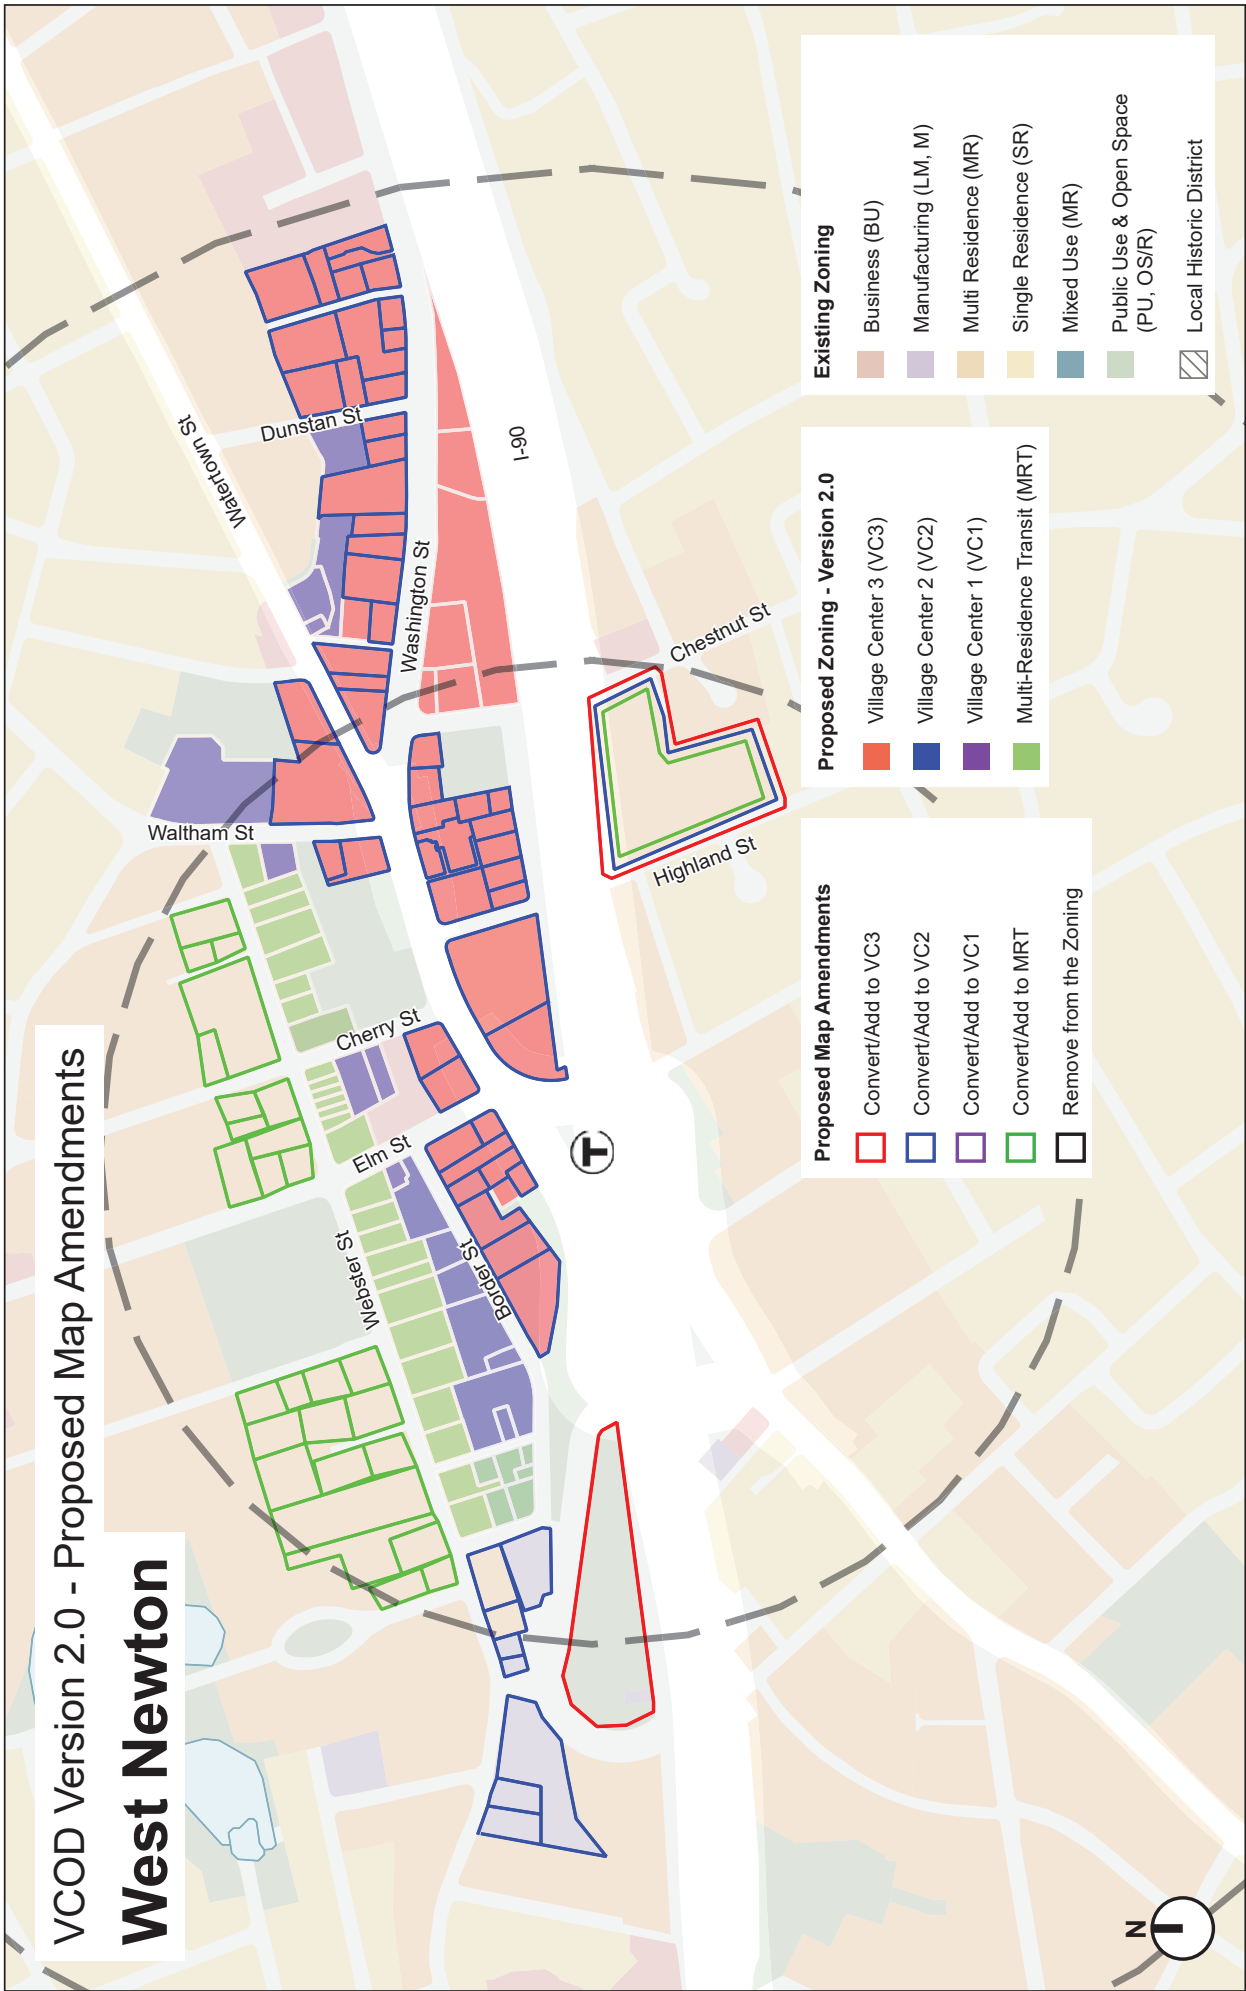 VCOD Version 2.0 - Proposed Map Amendments
West Newton
Watertown St
Dunstan St
Washington St
I-90
Waltham St
Cherry St
Elm St
Webster St
Border St
T
Chestnut St
Highland St
Proposed Map Amendments
Convert/Add to VC3
Convert/Add to VC2
Convert/Add to VC1
Convert/Add to MRT
Remove from the Zoning
Proposed Zoning - Version 2.0
Village Center 3 (VC3)
Village Center 2 (VC2)
Village Center 1 (VC1)
Multi-Residence Transit (MRT)
Existing Zoning
Business (BU)
Manufacturing (LM, M)
Multi Residence (MR)
Single Residence (SR)
Mixed Use (MR)
Public Use & Open Space
(PU, OS/R)
Local Historic District
N